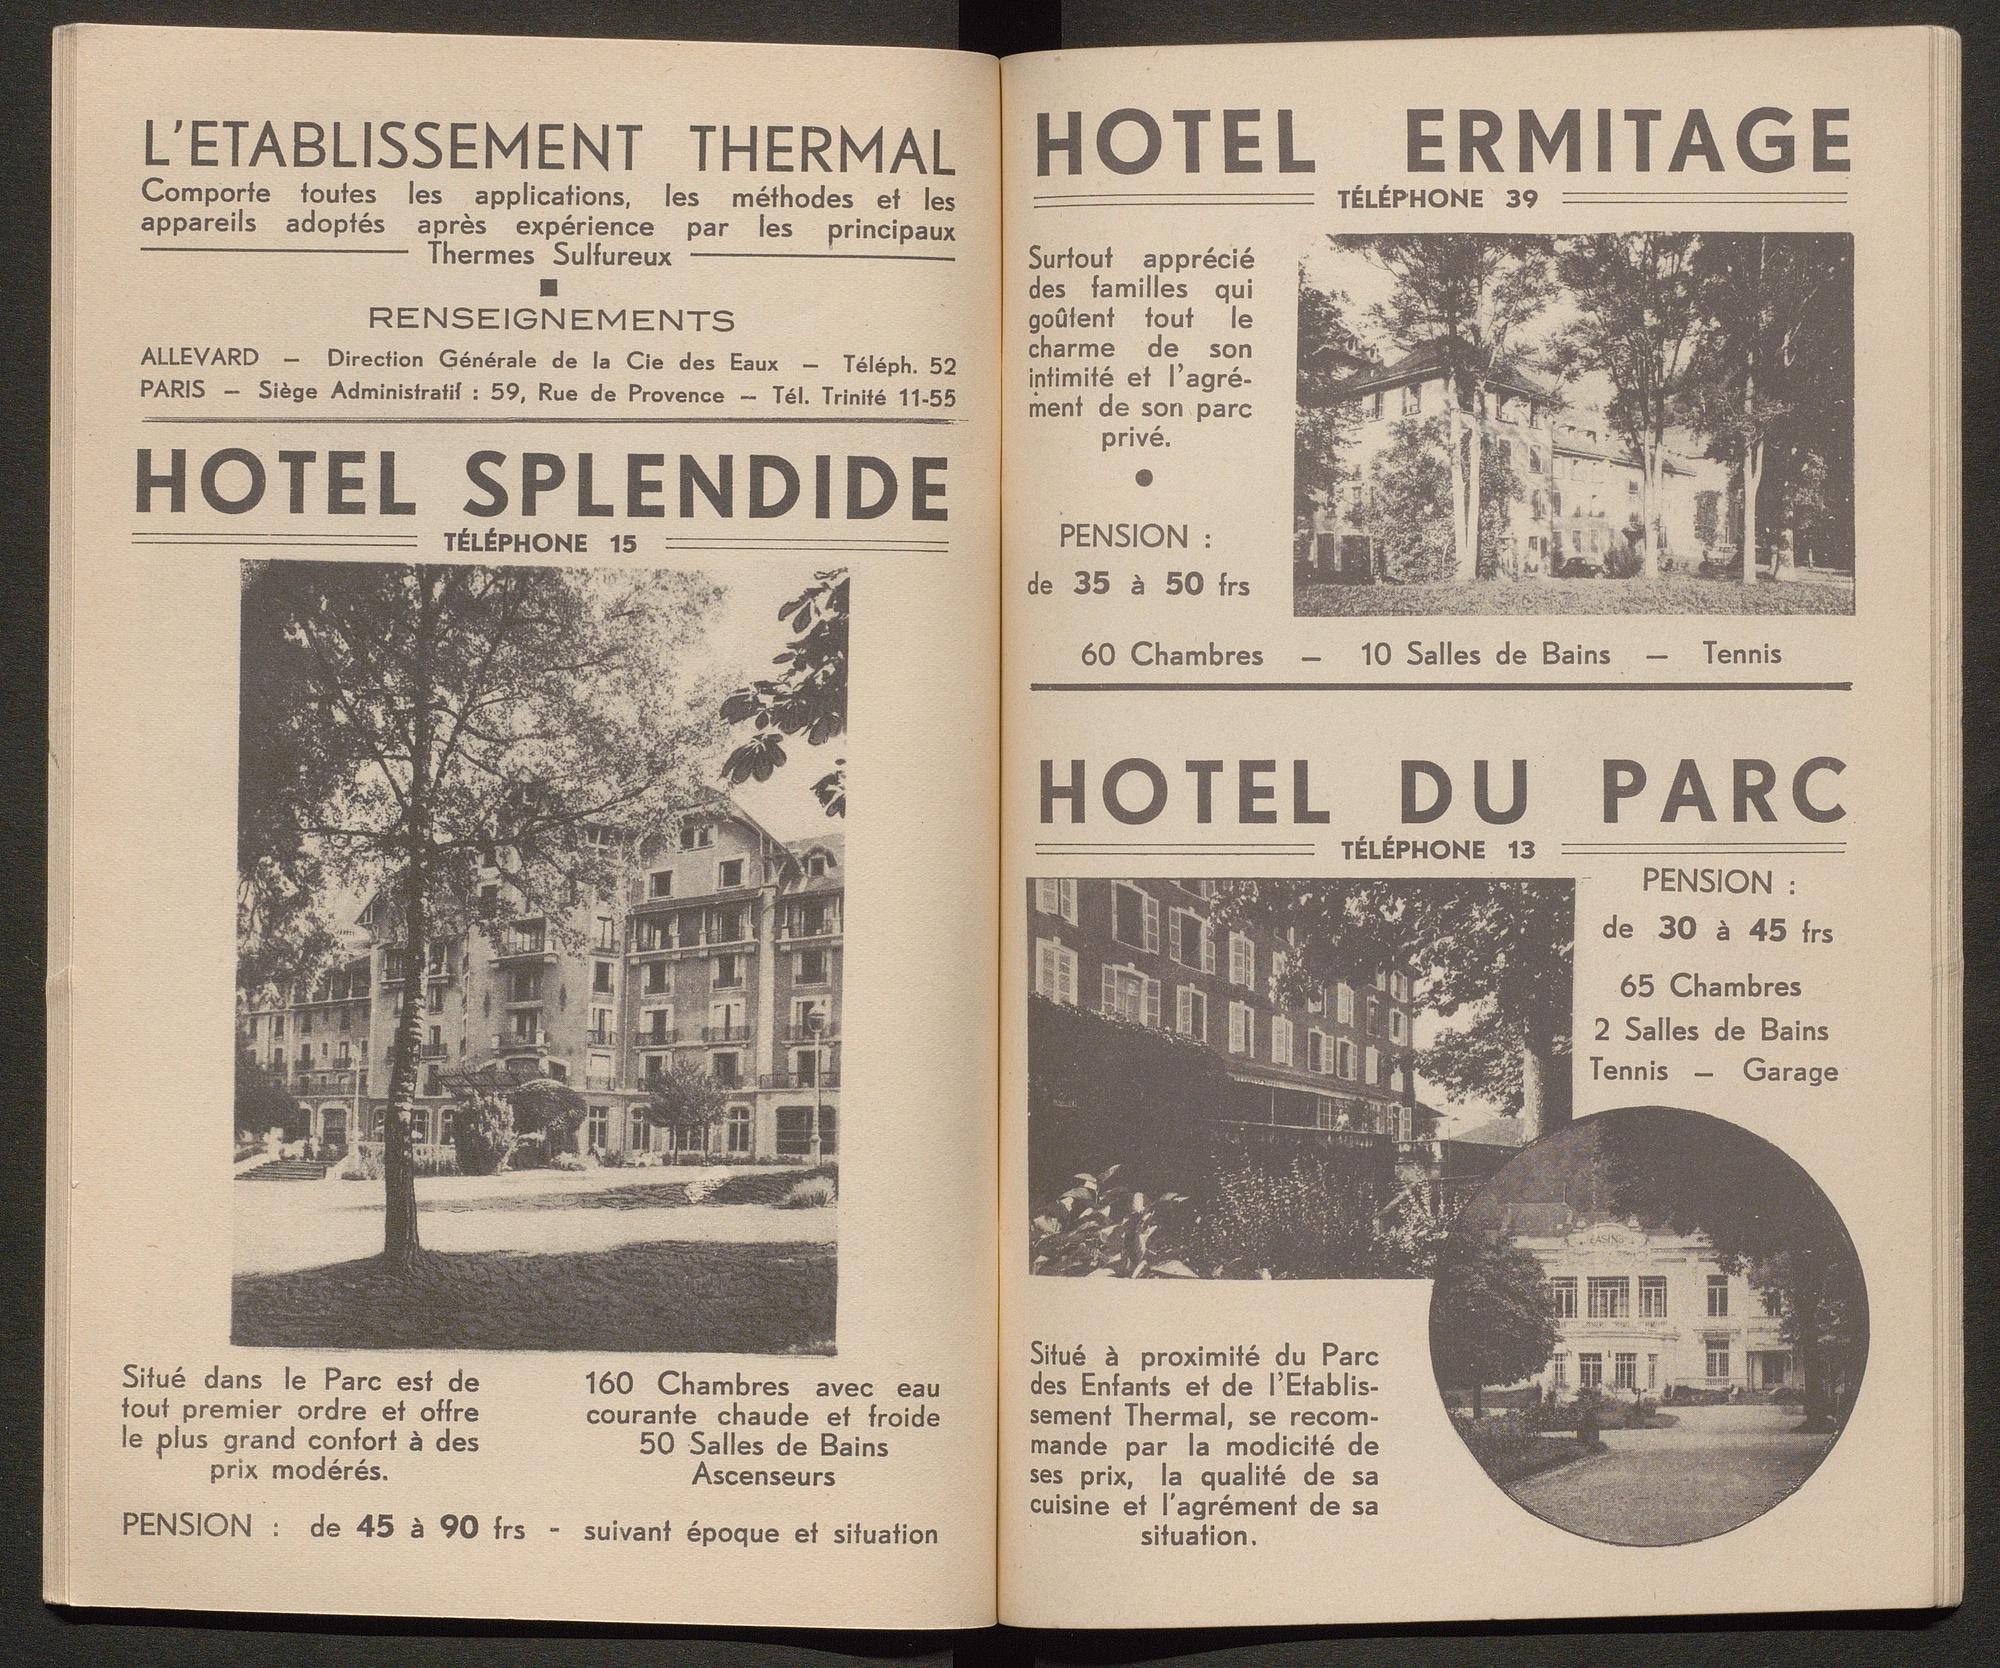 L'ETABLISSEMENT THERMAL
Comporte toutes les applications, les méthodes et les
appareils adoptés après expérience par les principaux
Thermes Sulfureux
RENSEIGNEMENTS
ALLEVARD — Direction Générale de la Cie des Eaux — Téléph. 52
PARIS — Siège Administratif : 59, Rue de Provence — Tél. Trinité 11-55
HOTEL SPLENDIDE
TÉLÉPHONE 15
Situé dans le Parc est de
tout premier ordre et offre
le plus grand confort à des
prix modérés.
160 Chambres avec eau
courante chaude et froide
50 Salles de Bains
Ascenseurs
PENSION : de 45 à 90 frs - suivant époque et situation
HOTEL ERMITAGE
TÉLÉPHONE 39
Surtout apprécié
des familles qui
goûtent tout le
charme de son
intimité et l'agré-
ment de son parc
privé.
PENSION :
de 35 à 50 frs
60 Chambres — 10 Salles de Bains — Tennis
HOTEL DU PARC
TÉLÉPHONE 13
PENSION :
de 30 à 45 frs
65 Chambres
2 Salles de Bains
Tennis — Garage
CASINO
Situé à proximité du Parc
des Enfants et de l'Etablis-
sement Thermal, se recom-
mande par la modicité de
ses prix, la qualité de sa
cuisine et l'agrément de sa
situation.